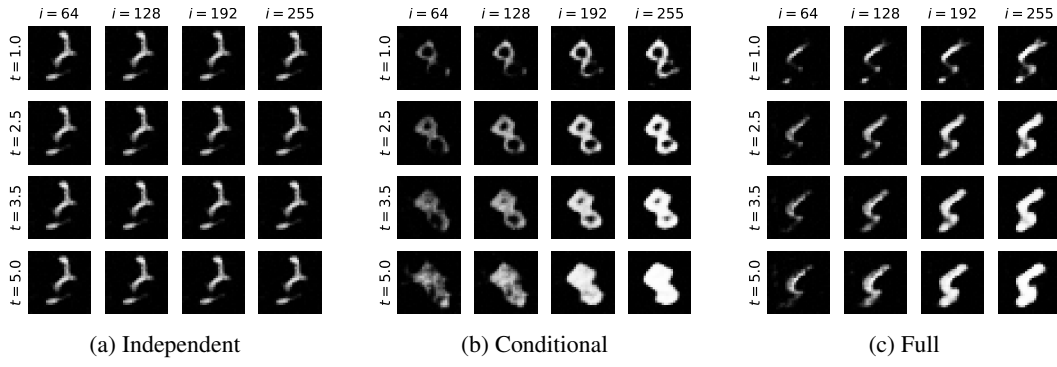 i = 64 i = 128 i = 192 i = 255 i = 64 i = 128 i = 192 i = 255 i = 64 i = 128 i = 192 i = 255
t = 1.0 t = 1.0 t = 1.0
t = 2.5 t = 2.5 t = 2.5
t = 3.5 t = 3.5 t = 3.5
t = 5.0 t = 5.0 t = 5.0
(a) Independent (b) Conditional (c) Full